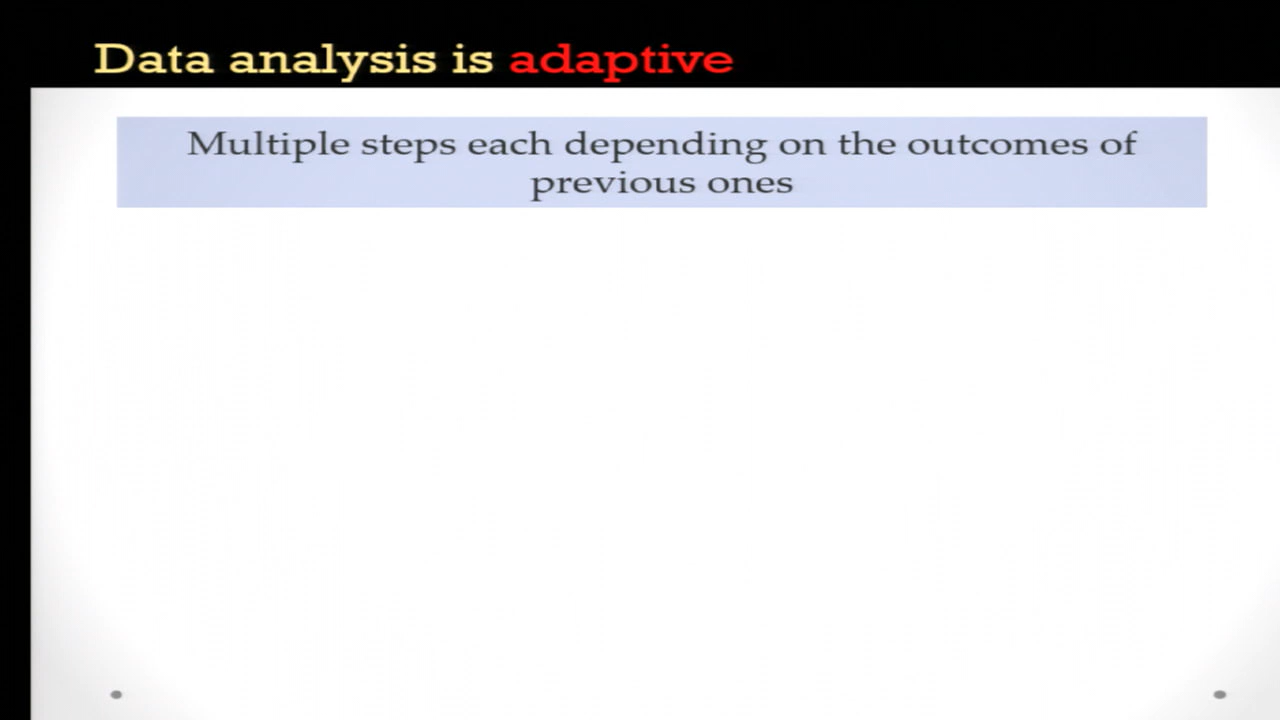 Data analysis is adaptive
Multiple steps each depending on the outcomes of
previous ones